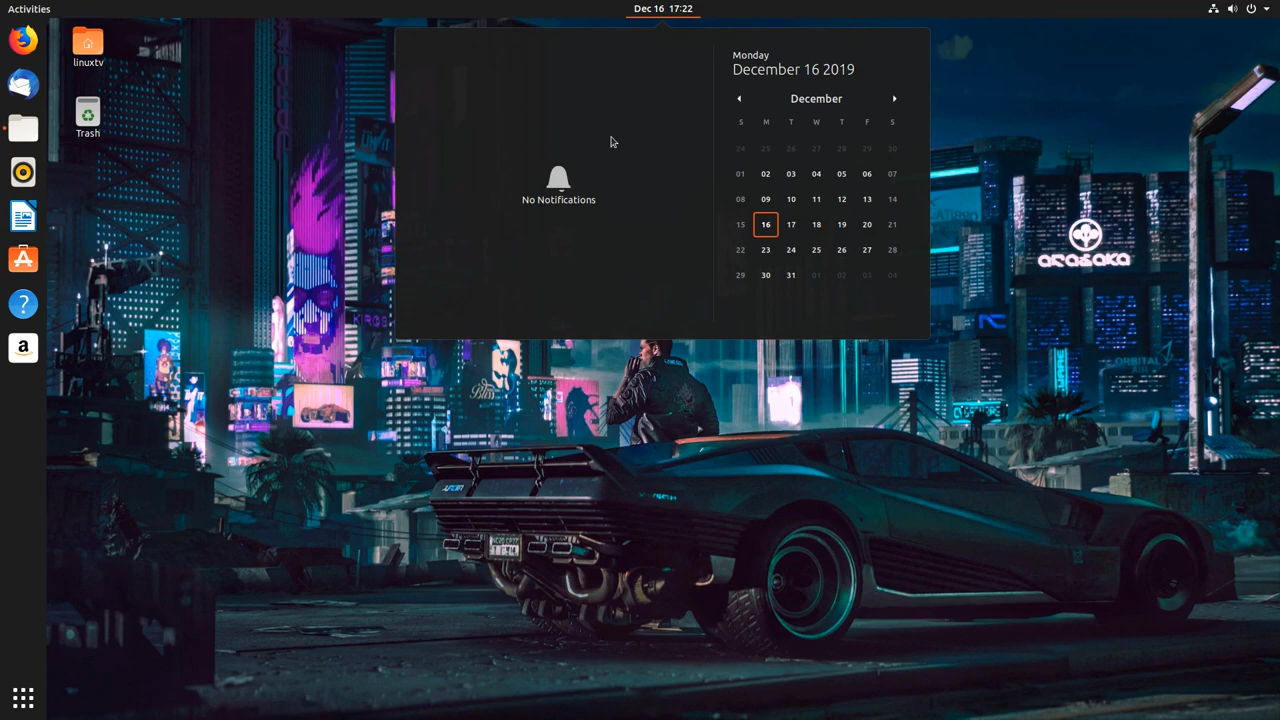 Activities
Dec 16 17:22
linuxtv
Trash
No Notifications
Monday
December 16 2019
December
S M T W T F S
24 25 26 27 28 29 30
01 02 03 04 05 06 07
08 09 10 11 12 13 14
15 16 17 18 19 20 21
22 23 24 25 26 27 28
29 30 31 01 02 03 04
?
a
arasaka
ORBITAL